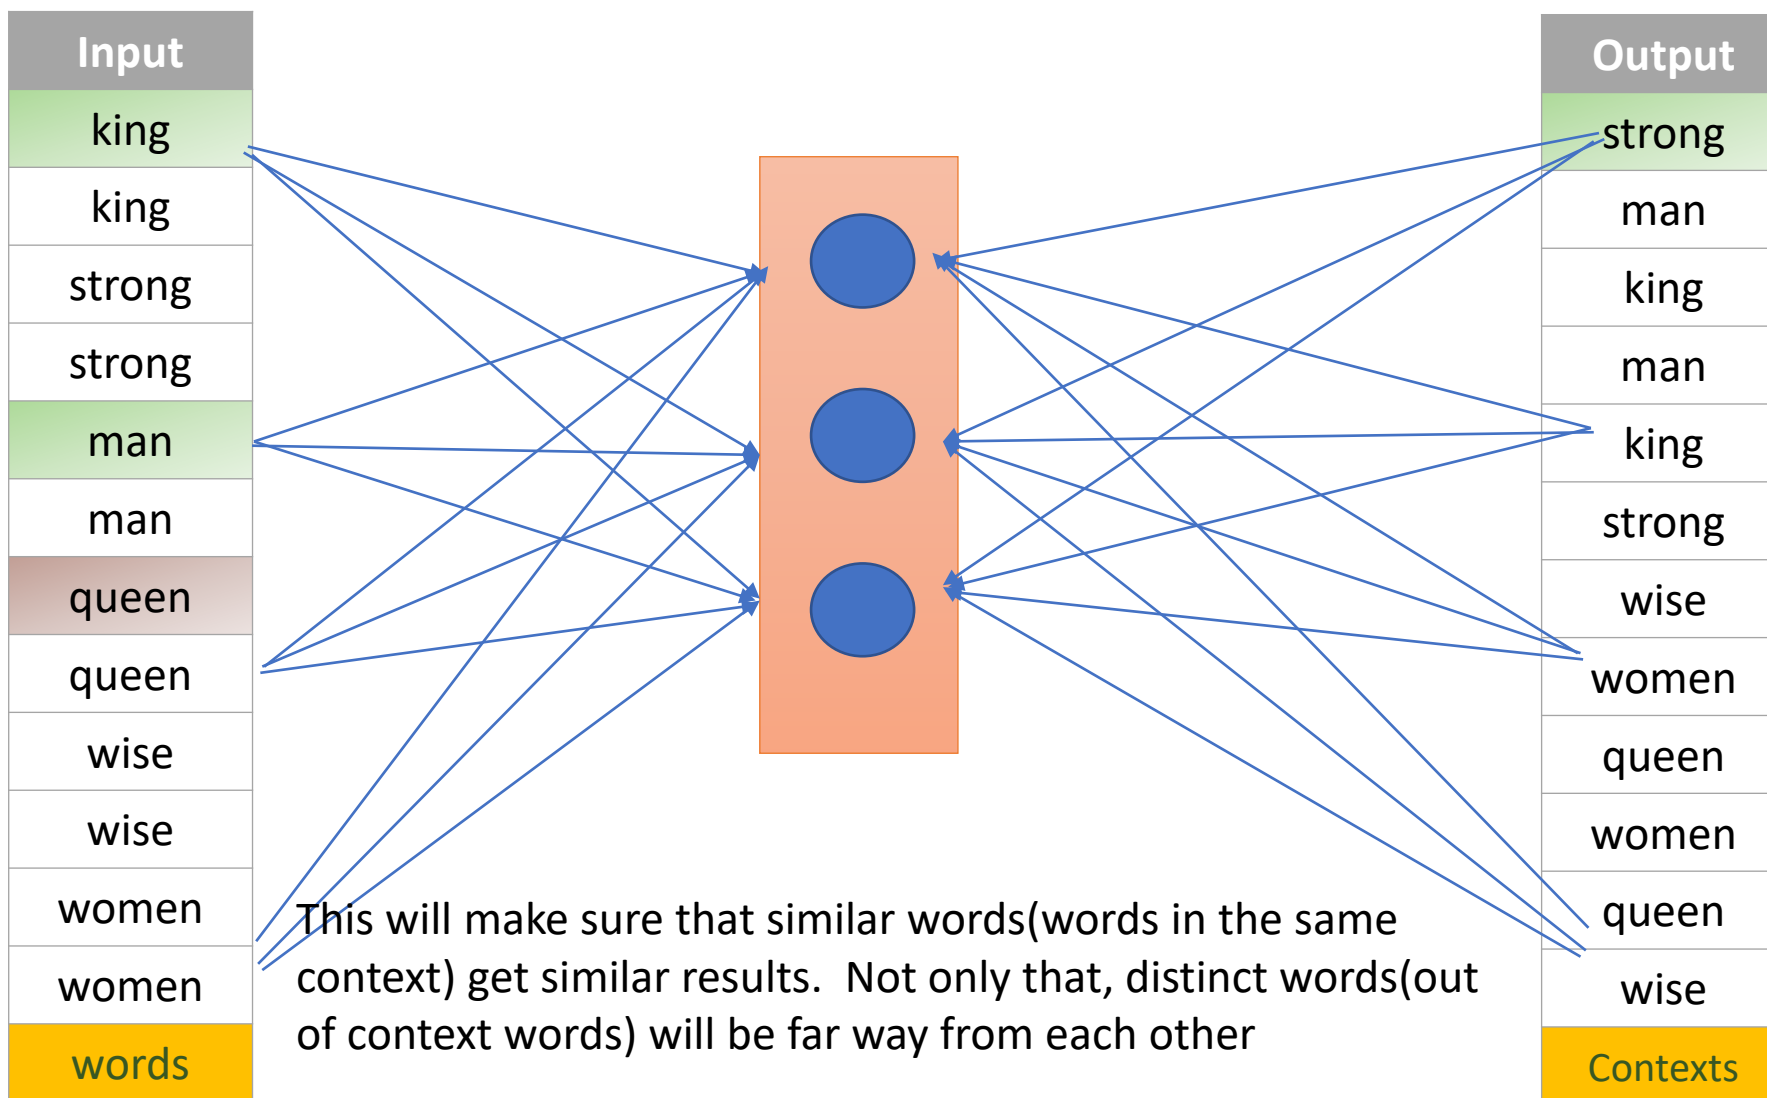 Input
king
king
strong
strong
man
man
queen
queen
wise
wise
women
women
words
This will make sure that similar words(words in the same
context) get similar results.  Not only that, distinct words(out
of context words) will be far way from each other
Output
strong
man
king
man
king
strong
wise
women
queen
women
queen
wise
Contexts